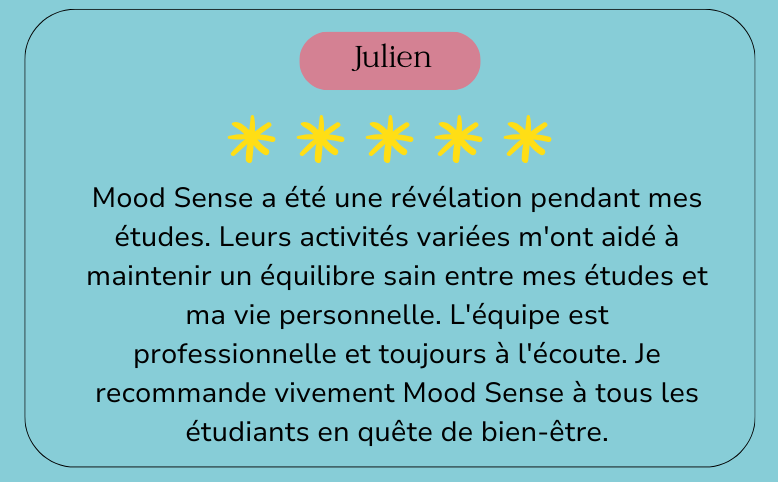 Julien
Mood Sense a été une révélation pendant mes
études. Leurs activités variées m'ont aidé à
maintenir un équilibre sain entre mes études et
ma vie personnelle. L'équipe est
professionnelle et toujours à l'écoute. Je
recommande vivement Mood Sense à tous les
étudiants en quête de bien-être.